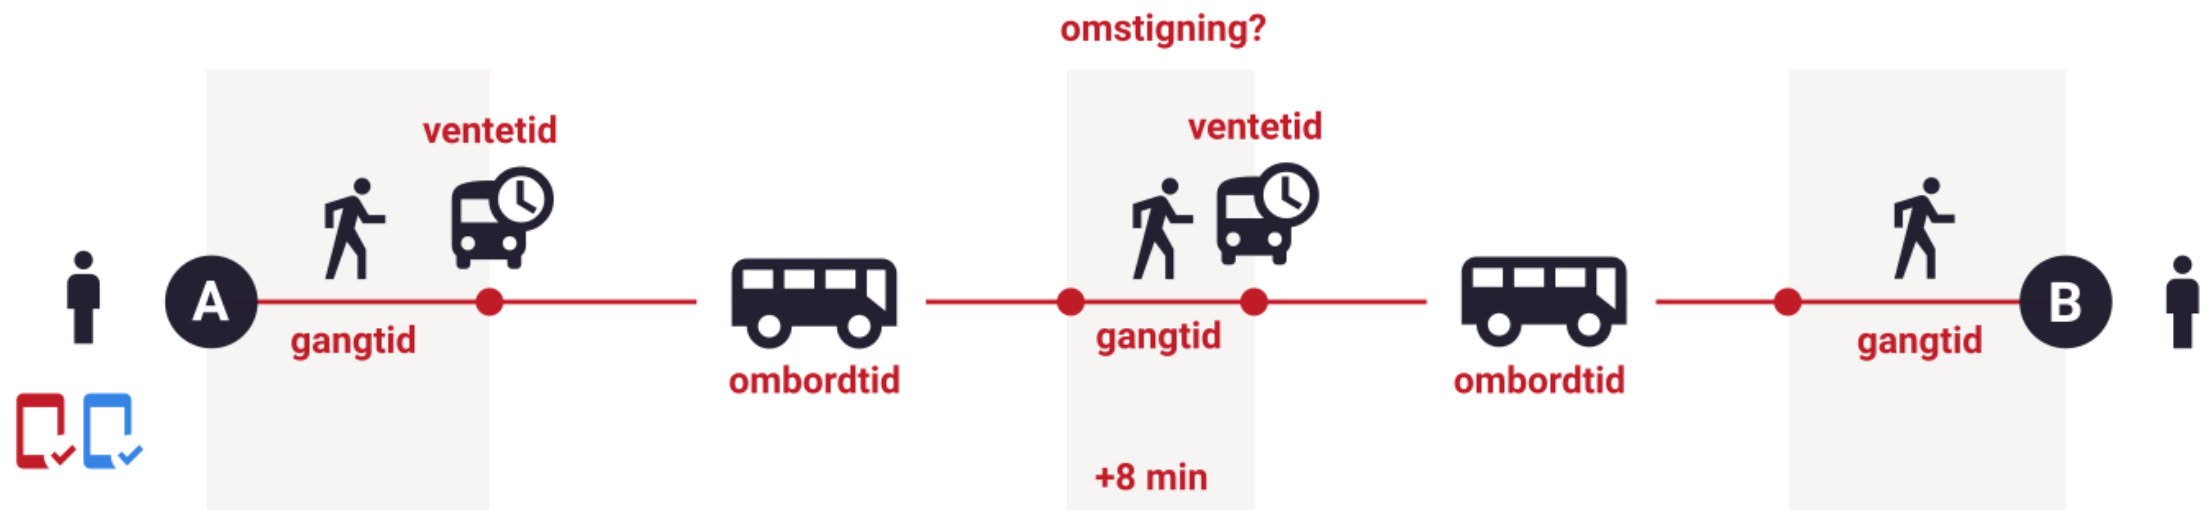 omstigning?
ventetid
ventetid
A
B
gangtid
gangtid
gangtid
ombordtid
ombordtid
+8 min